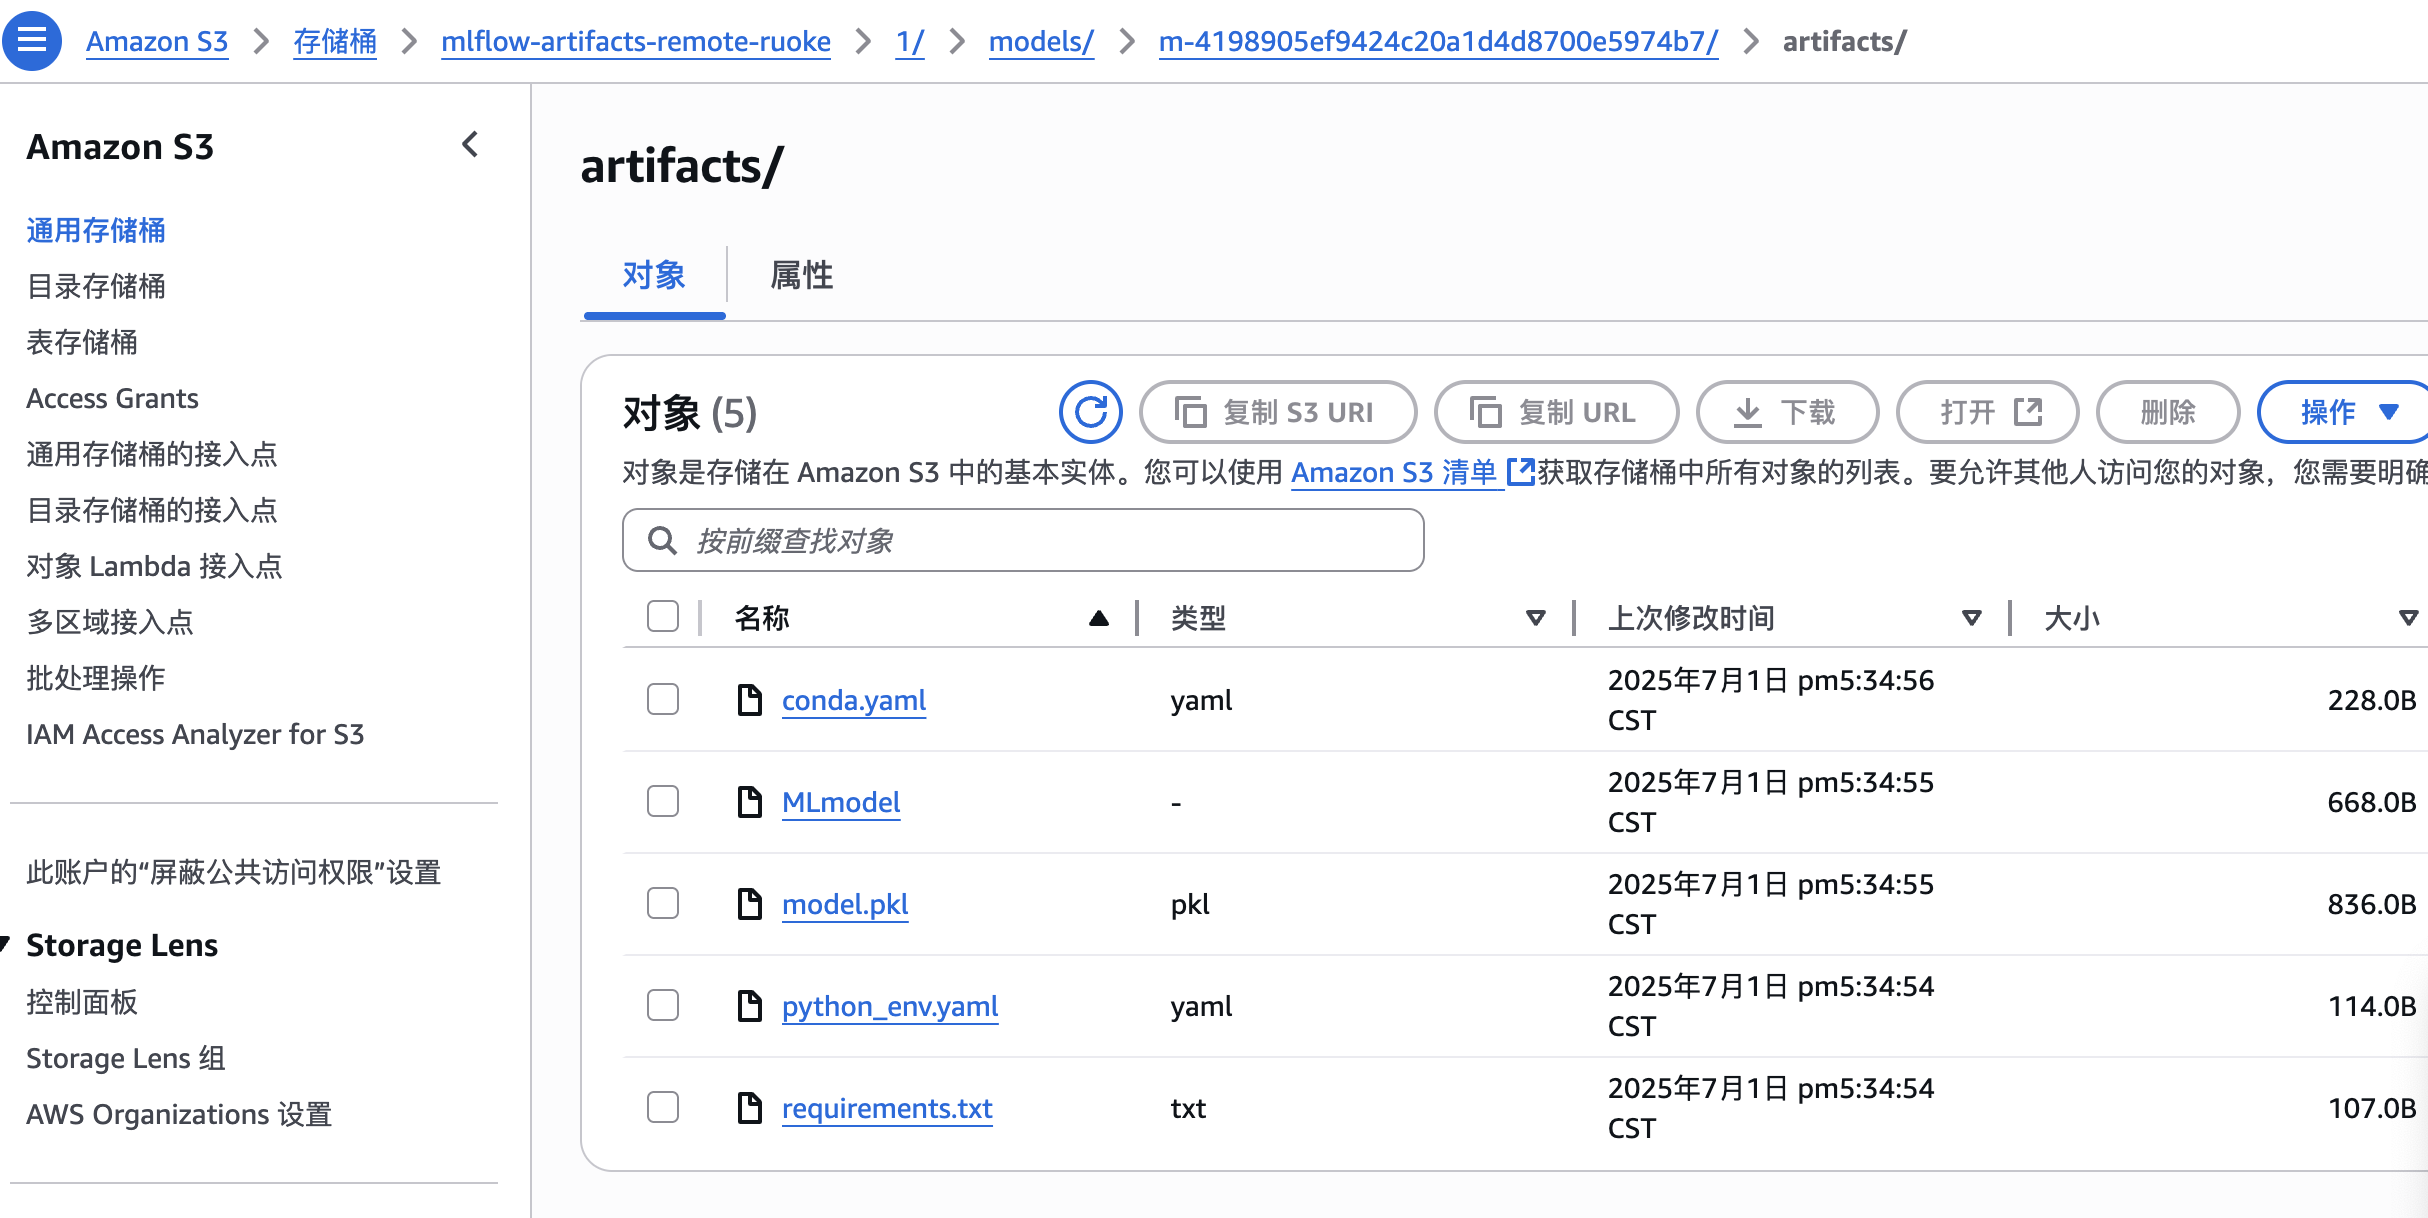 Amazon S3 > 存储桶 > mlflow-artifacts-remote-ruoke > 1/ > models/ > m-4198905ef9424c20a1d4d8700e5974b7/ > artifacts/
Amazon S3
通用存储桶
目录存储桶
表存储桶
Access Grants
通用存储桶的接入点
目录存储桶的接入点
对象 Lambda 接入点
多区域接入点
批处理操作
IAM Access Analyzer for S3
此账户的“屏蔽公共访问权限”设置
Storage Lens
控制面板
Storage Lens 组
AWS Organizations 设置
artifacts/
对象 属性
对象 (5) 复制 S3 URI 复制 URL 下载 打开 删除 操作
对象是存储在 Amazon S3 中的基本实体。您可以使用 Amazon S3 清单 获取存储桶中所有对象的列表。要允许其他人访问您的对象，您需要明确
按前缀查找对象
名称 类型 上次修改时间 大小
conda.yaml yaml 2025年7月1日 pm5:34:56 CST 228.0B
MLmodel - 2025年7月1日 pm5:34:55 CST 668.0B
model.pkl pkl 2025年7月1日 pm5:34:55 CST 836.0B
python_env.yaml yaml 2025年7月1日 pm5:34:54 CST 114.0B
requirements.txt txt 2025年7月1日 pm5:34:54 CST 107.0B